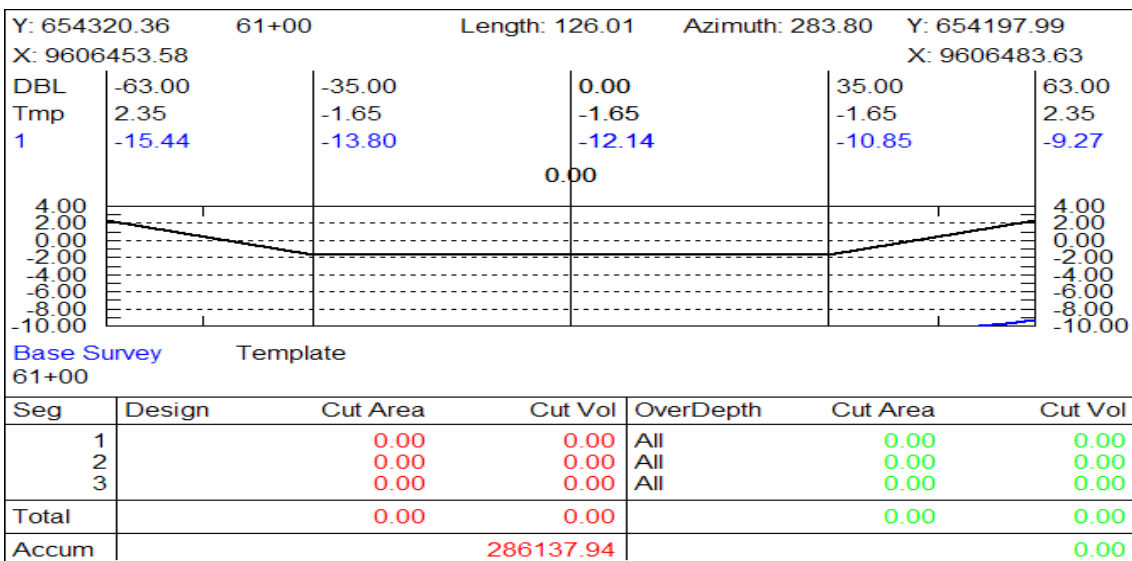 Y: 654320.36 61+00 Length: 126.01 Azimuth: 283.80 Y: 654197.99
X: 9606453.58 X: 9606483.63
DBL -63.00 -35.00 0.00 35.00 63.00
Tmp 2.35 -1.65 -1.65 -1.65 2.35
1 -15.44 -13.80 -12.14 -10.85 -9.27
0.00
4.00 4.00
2.00 2.00
0.00 0.00
-2.00 -2.00
-4.00 -4.00
-6.00 -6.00
-8.00 -8.00
-10.00 -10.00
Base Survey Template
61+00
Seg Design Cut Area Cut Vol OverDepth Cut Area Cut Vol
1 0.00 0.00 All 0.00 0.00
2 0.00 0.00 All 0.00 0.00
3 0.00 0.00 All 0.00 0.00
Total 0.00 0.00 0.00 0.00
Accum 286137.94 0.00